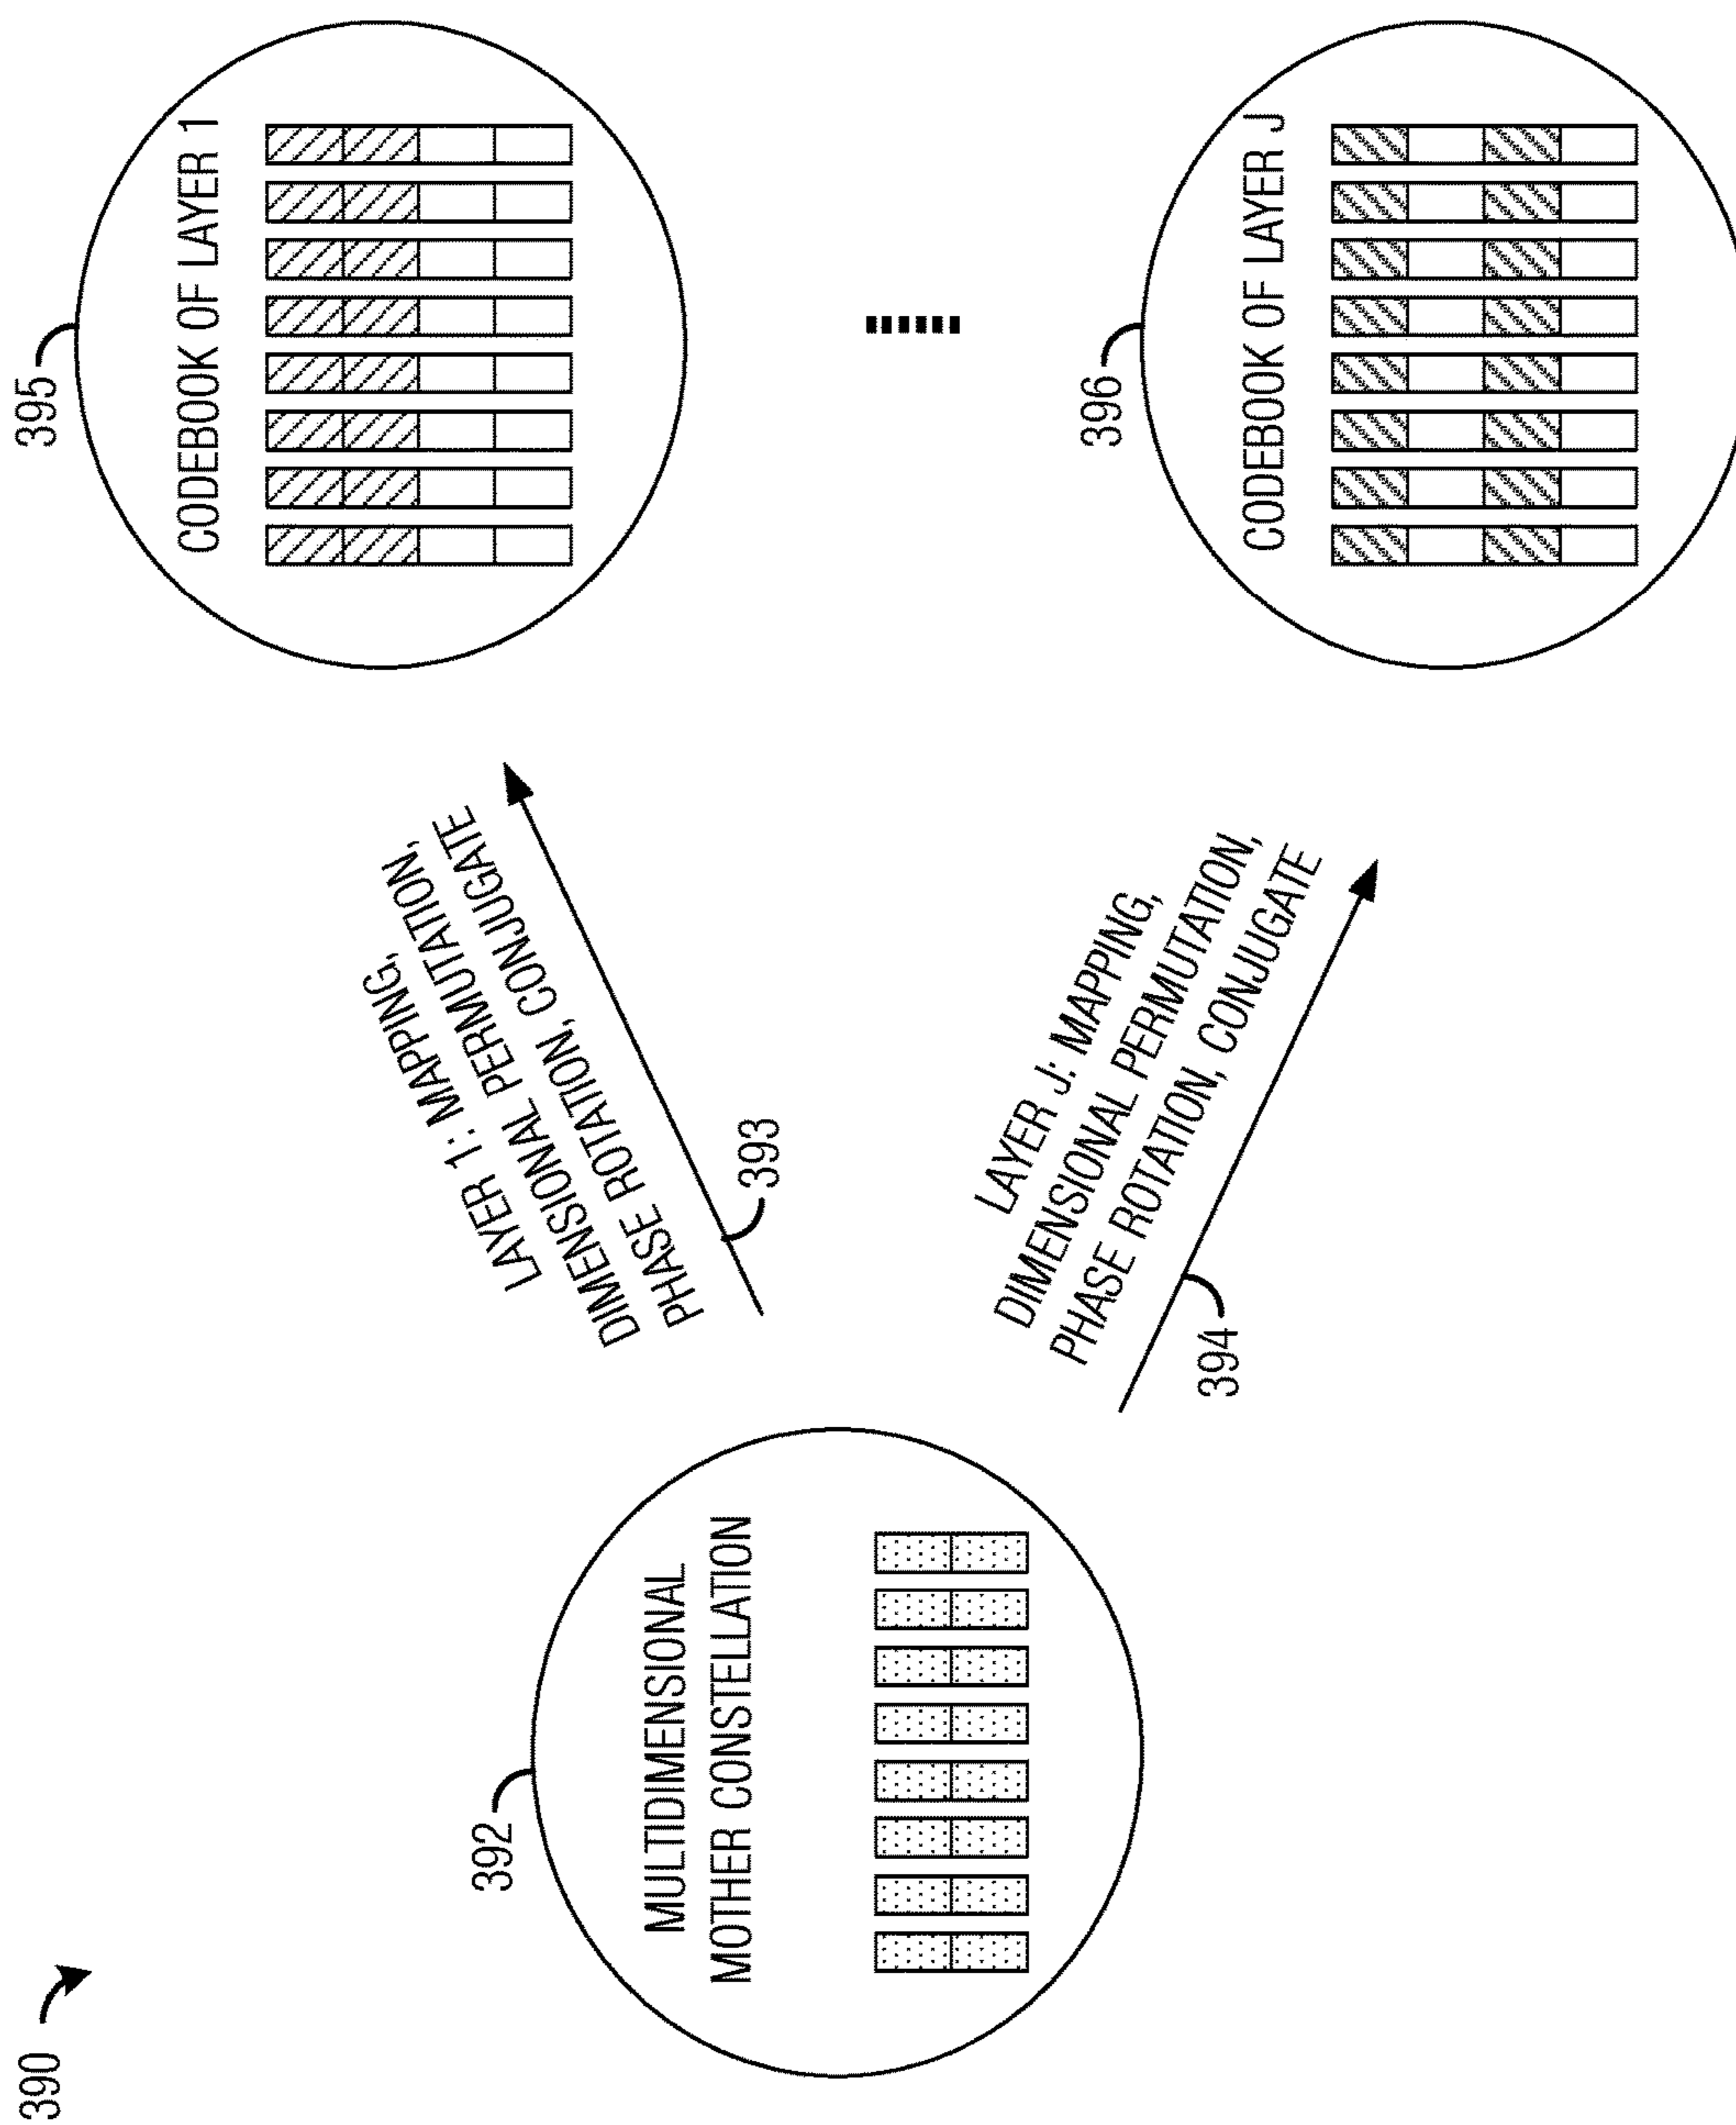 390
392
MULTIDIMENSIONAL
MOTHER CONSTELLATION
LAYER 1: MAPPING,
DIMENSIONAL PERMUTATION,
PHASE ROTATION, CONJUGATE
393
LAYER J: MAPPING,
DIMENSIONAL PERMUTATION,
PHASE ROTATION, CONJUGATE
394
395
CODEBOOK OF LAYER 1
396
CODEBOOK OF LAYER J